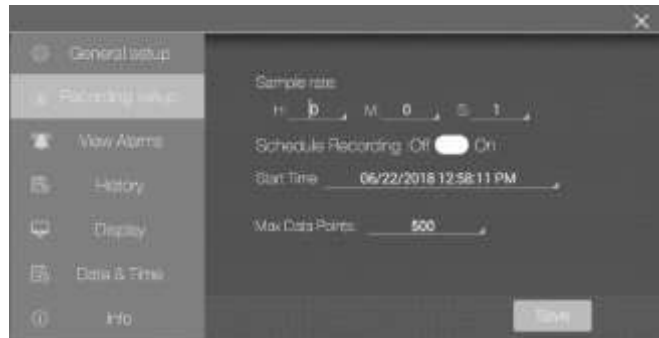 General setup
Recording setup
View Alarms
History
Display
Date & Time
Info
Sample rate:
H: 0 M: 0 S: 1
Schedule Recording: Off On
Start Time: 06/22/2018 12:58:11 PM
Max Data Points: 500
Save